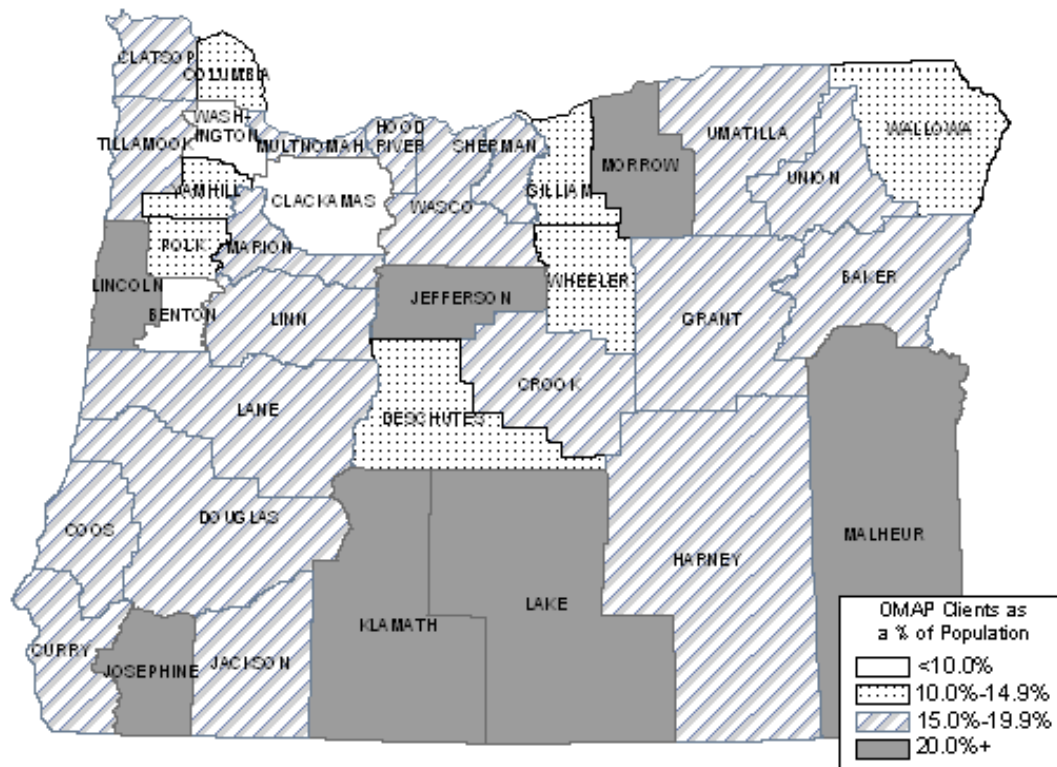 CLATSOP
COLUMBIA
WASH-
INGTON
TILLAMOOK
MULTNOMAH
HOOD
RIVER
SHERMAN
UMATILLA
WALLOWA
MORROW
GILLIAM
UNION
YAMHILL
CLACKAMAS
WASCO
POLK
MARION
LINCOLN
JEFFERSON
WHEELER
BAKER
BENTON
LINN
GRANT
CROOK
LANE
DESCHUTES
DOUGLAS
COOS
HARNEY
MALHEUR
LAKE
KLAMATH
CURRY
JOSEPHINE
JACKSON
OMAP Clients as
a % of Population
<10.0%
10.0%-14.9%
15.0%-19.9%
20.0%+